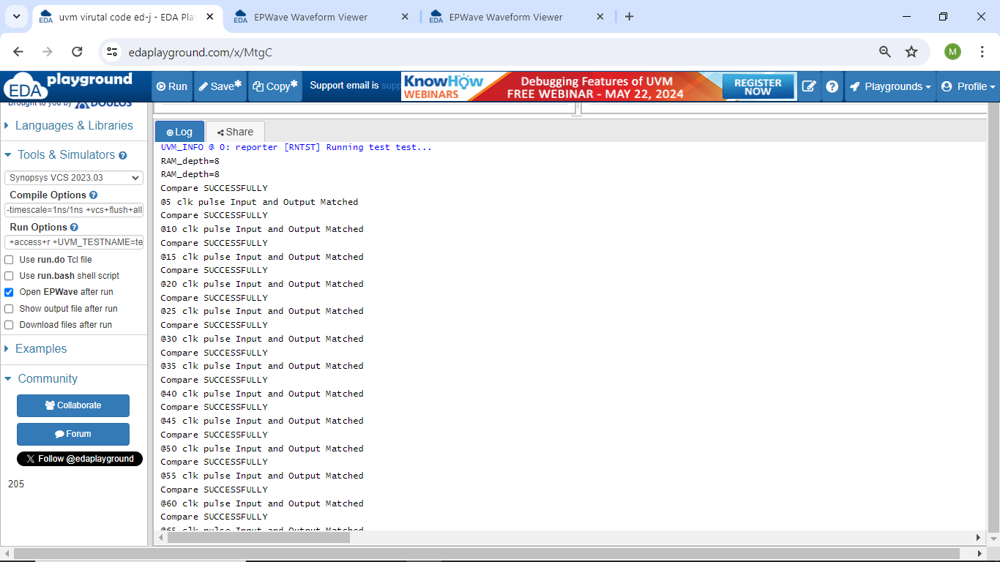 uvm virutal code ed-j - EDA Pla
EPWave Waveform Viewer
EPWave Waveform Viewer
edaplayground.com/x/MtgC
M
EDA playground
Run
Save*
Copy*
Support email is supp
KnowHow
WEBINARS
Debugging Features of UVM
FREE WEBINAR - MAY 22, 2024
REGISTER
NOW
Playgrounds
Profile
Brought to you by DOULOS
Languages & Libraries
Tools & Simulators
Synopsys VCS 2023.03
Compile Options
-timescale=1ns/1ns +vcs+flush+all
Run Options
+access+r +UVM_TESTNAME=te
Use run.do Tcl file
Use run.bash shell script
Open EPWave after run
Show output file after run
Download files after run
Examples
Community
Collaborate
Forum
Follow @edaplayground
205
Log
Share
UVM_INFO @ 0: reporter [RNTST] Running test test...
RAM_depth=8
RAM_depth=8
Compare SUCCESSFULLY
@5 clk pulse Input and Output Matched
Compare SUCCESSFULLY
@10 clk pulse Input and Output Matched
Compare SUCCESSFULLY
@15 clk pulse Input and Output Matched
Compare SUCCESSFULLY
@20 clk pulse Input and Output Matched
Compare SUCCESSFULLY
@25 clk pulse Input and Output Matched
Compare SUCCESSFULLY
@30 clk pulse Input and Output Matched
Compare SUCCESSFULLY
@35 clk pulse Input and Output Matched
Compare SUCCESSFULLY
@40 clk pulse Input and Output Matched
Compare SUCCESSFULLY
@45 clk pulse Input and Output Matched
Compare SUCCESSFULLY
@50 clk pulse Input and Output Matched
Compare SUCCESSFULLY
@55 clk pulse Input and Output Matched
Compare SUCCESSFULLY
@60 clk pulse Input and Output Matched
Compare SUCCESSFULLY
@65 clk pulse Input and Output Matched